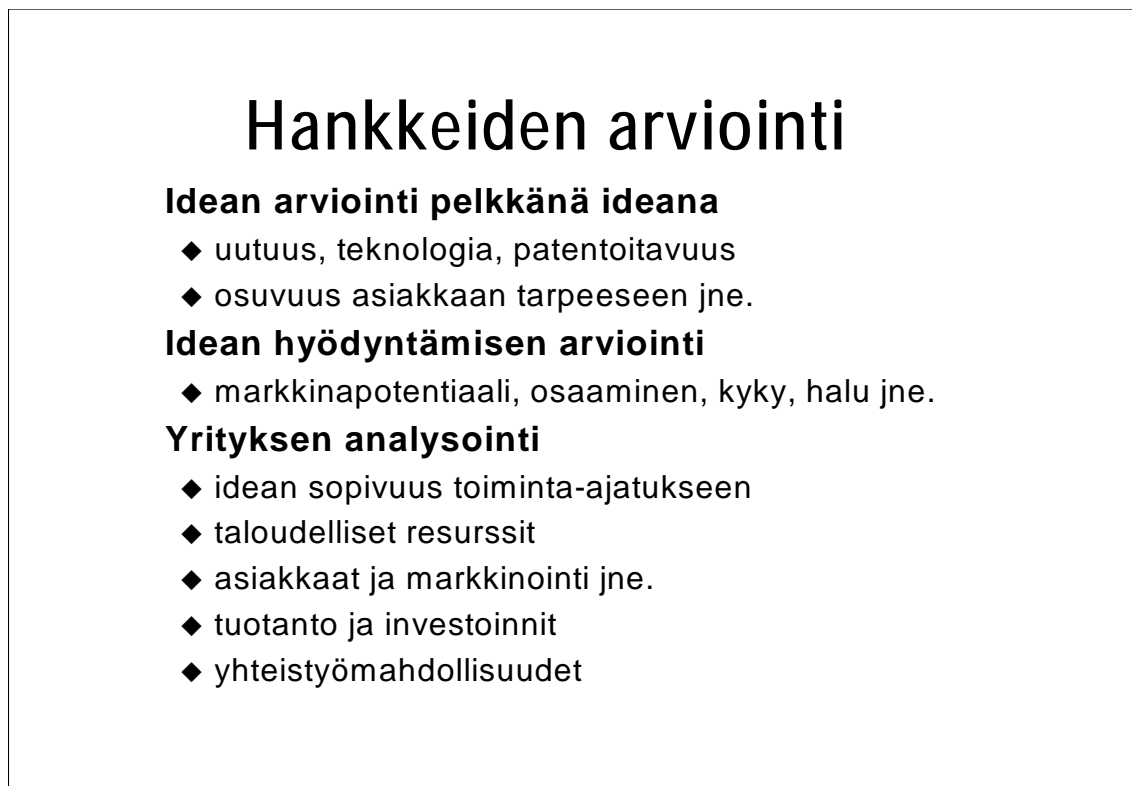 Hankkeiden arviointi
Idean arviointi pelkkänä ideana
◆ uutuus, teknologia, patentoitavuus
◆ osuvuus asiakkaan tarpeeseen jne.
Idean hyödyntämisen arviointi
◆ markkinapotentiaali, osaaminen, kyky, halu jne.
Yrityksen analysointi
◆ idean sopivuus toiminta-ajatukseen
◆ taloudelliset resurssit
◆ asiakkaat ja markkinointi jne.
◆ tuotanto ja investoinnit
◆ yhteistyömahdollisuudet